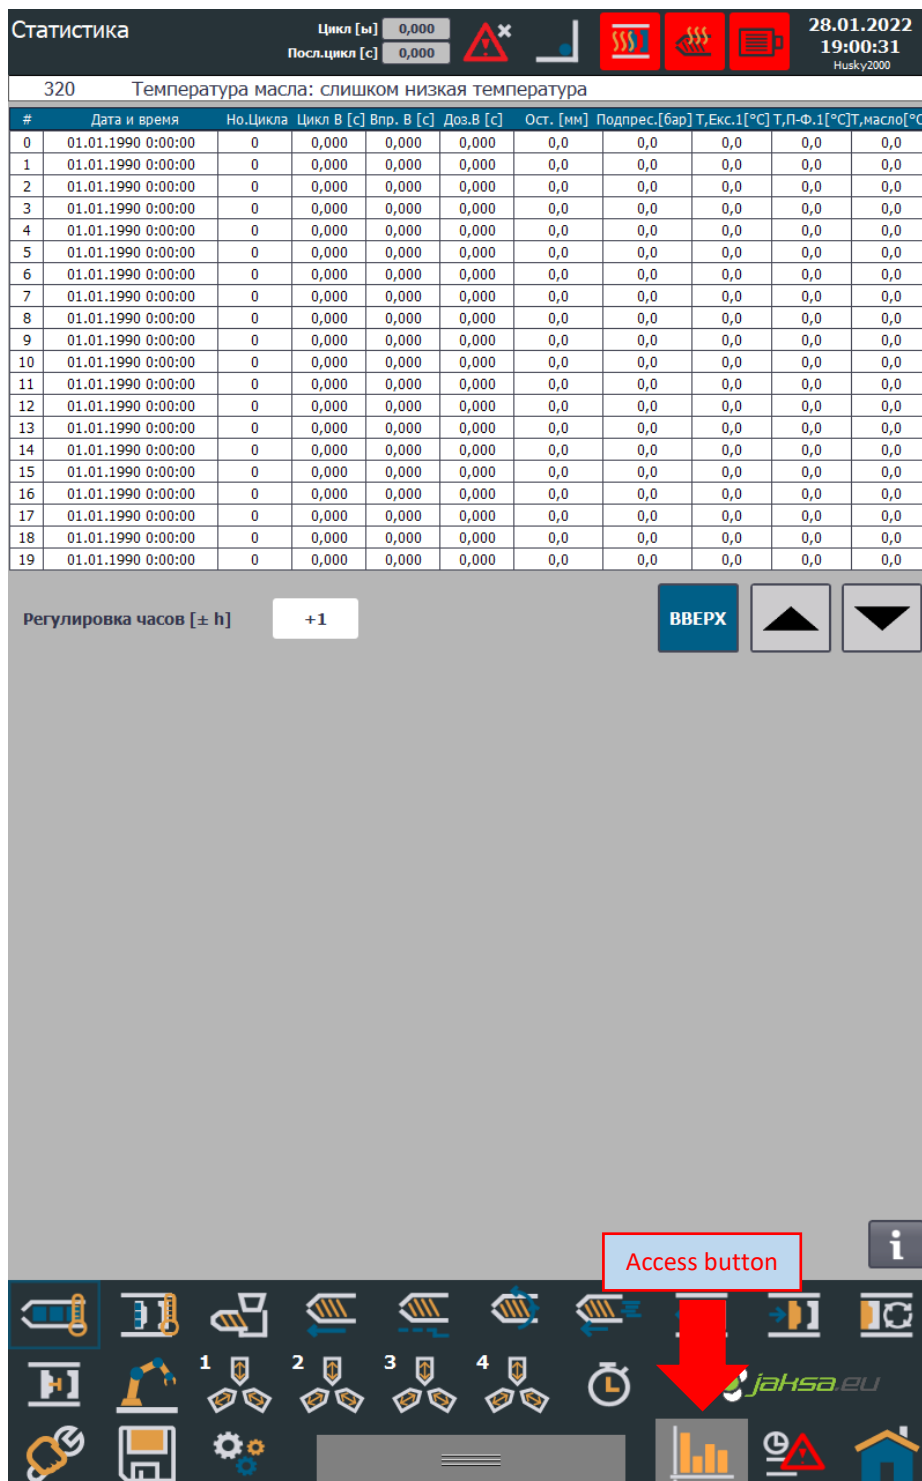 Статистика
Цикл [ы] 0,000
Посл.цикл [с] 0,000
28.01.2022
19:00:31
Husky2000
320 Температура масла: слишком низкая температура
# Дата и время Но.Цикла Цикл В [с] Впр. В [с] Доз.В [с] Ост. [мм] Подпрес.[бар] Т,Екс.1[°C] Т,П-Ф.1[°C] Т,масло[°C
0 01.01.1990 0:00:00 0 0,000 0,000 0,000 0,0 0,0 0,0 0,0 0,0
1 01.01.1990 0:00:00 0 0,000 0,000 0,000 0,0 0,0 0,0 0,0 0,0
2 01.01.1990 0:00:00 0 0,000 0,000 0,000 0,0 0,0 0,0 0,0 0,0
3 01.01.1990 0:00:00 0 0,000 0,000 0,000 0,0 0,0 0,0 0,0 0,0
4 01.01.1990 0:00:00 0 0,000 0,000 0,000 0,0 0,0 0,0 0,0 0,0
5 01.01.1990 0:00:00 0 0,000 0,000 0,000 0,0 0,0 0,0 0,0 0,0
6 01.01.1990 0:00:00 0 0,000 0,000 0,000 0,0 0,0 0,0 0,0 0,0
7 01.01.1990 0:00:00 0 0,000 0,000 0,000 0,0 0,0 0,0 0,0 0,0
8 01.01.1990 0:00:00 0 0,000 0,000 0,000 0,0 0,0 0,0 0,0 0,0
9 01.01.1990 0:00:00 0 0,000 0,000 0,000 0,0 0,0 0,0 0,0 0,0
10 01.01.1990 0:00:00 0 0,000 0,000 0,000 0,0 0,0 0,0 0,0 0,0
11 01.01.1990 0:00:00 0 0,000 0,000 0,000 0,0 0,0 0,0 0,0 0,0
12 01.01.1990 0:00:00 0 0,000 0,000 0,000 0,0 0,0 0,0 0,0 0,0
13 01.01.1990 0:00:00 0 0,000 0,000 0,000 0,0 0,0 0,0 0,0 0,0
14 01.01.1990 0:00:00 0 0,000 0,000 0,000 0,0 0,0 0,0 0,0 0,0
15 01.01.1990 0:00:00 0 0,000 0,000 0,000 0,0 0,0 0,0 0,0 0,0
16 01.01.1990 0:00:00 0 0,000 0,000 0,000 0,0 0,0 0,0 0,0 0,0
17 01.01.1990 0:00:00 0 0,000 0,000 0,000 0,0 0,0 0,0 0,0 0,0
18 01.01.1990 0:00:00 0 0,000 0,000 0,000 0,0 0,0 0,0 0,0 0,0
19 01.01.1990 0:00:00 0 0,000 0,000 0,000 0,0 0,0 0,0 0,0 0,0
Регулировка часов [± h] +1
ВВЕРХ
i
Access button
1 2 3 4
jaksa.eu